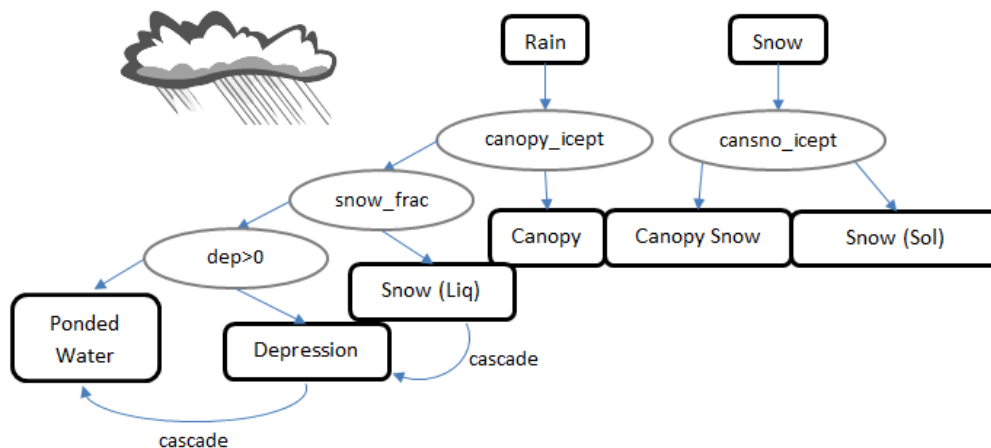 Rain
Snow
canopy_icept
cansno_icept
snow_frac
Canopy
Canopy Snow
Snow (Sol)
dep>0
Snow (Liq)
Ponded
Water
Depression
cascade
cascade